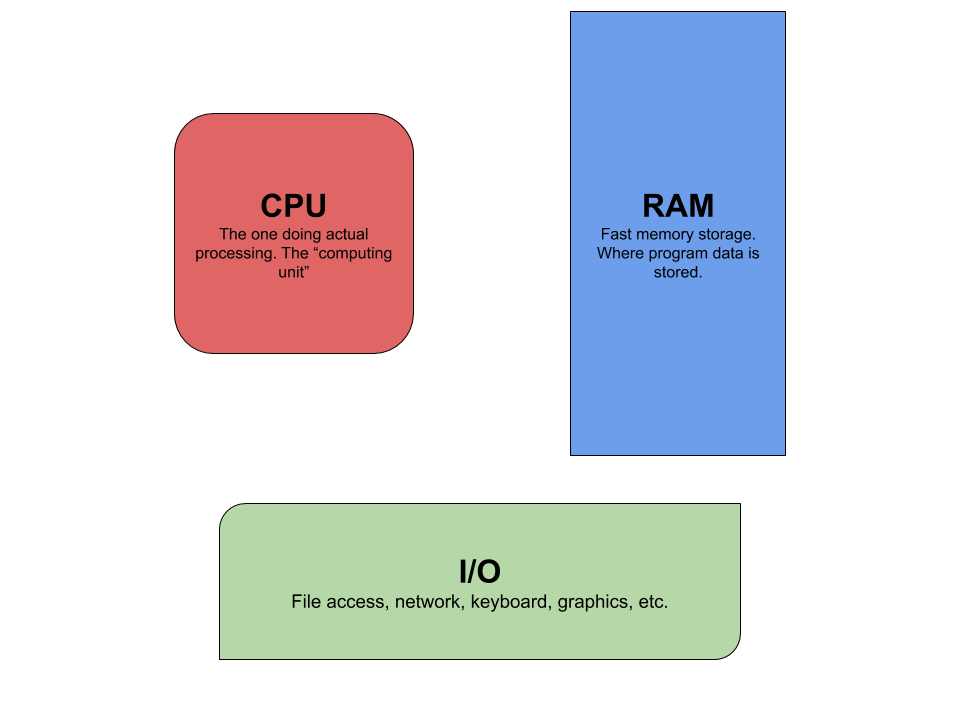 CPU
The one doing actual
processing. The “computing
unit”
RAM
Fast memory storage.
Where program data is
stored.
I/O
File access, network, keyboard, graphics, etc.